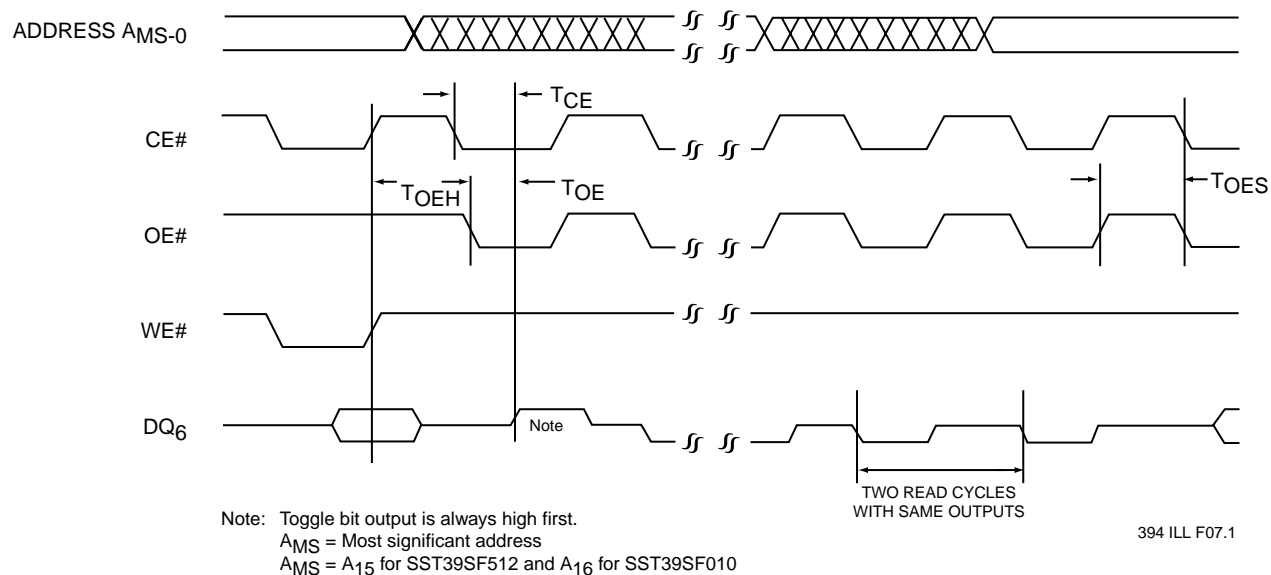 ADDRESS AMS-0
TCE
CE#
TOEH
TOE
TOES
OE#
WE#
DQ6
Note
TWO READ CYCLES
WITH SAME OUTPUTS
Note: Toggle bit output is always high first.
AMS = Most significant address
AMS = A15 for SST39SF512 and A16 for SST39SF010
394 ILL F07.1